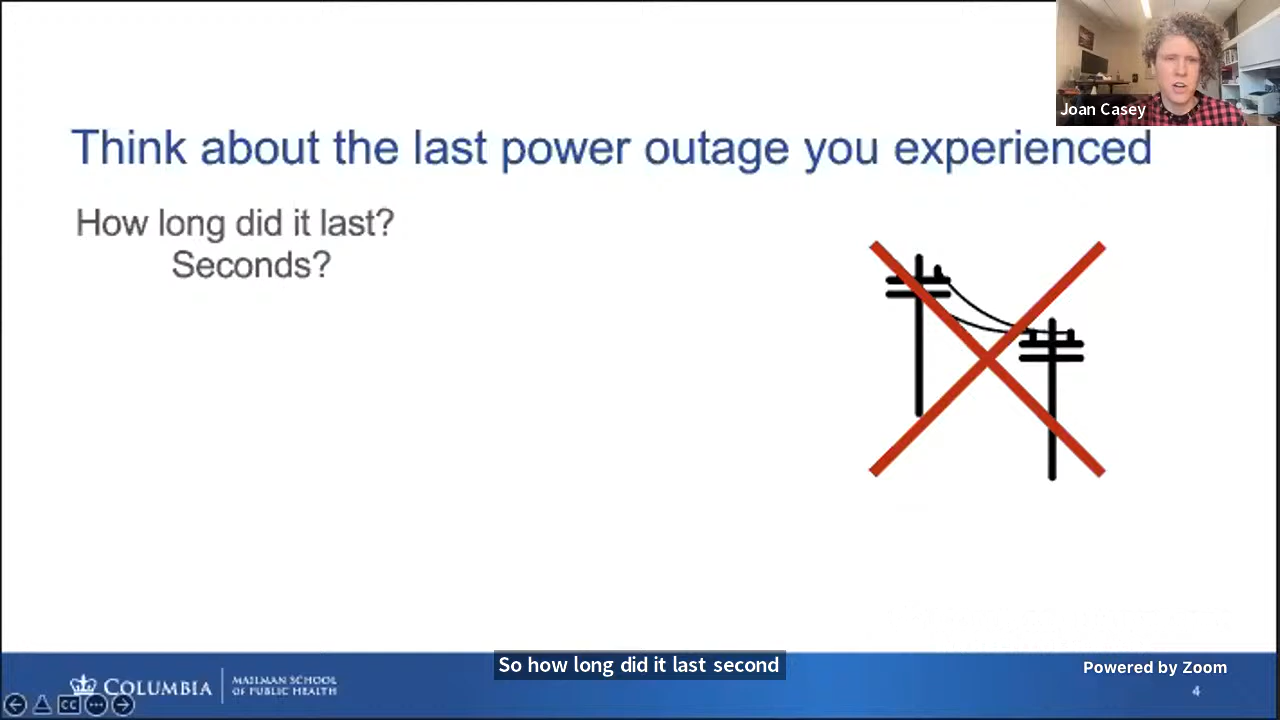 Joan Casey
Think about the last power outage you experienced
How long did it last?
Seconds?
So how long did it last second
COLUMBIA
MAILMAN SCHOOL
OF PUBLIC HEALTH
Powered by Zoom
4
CC